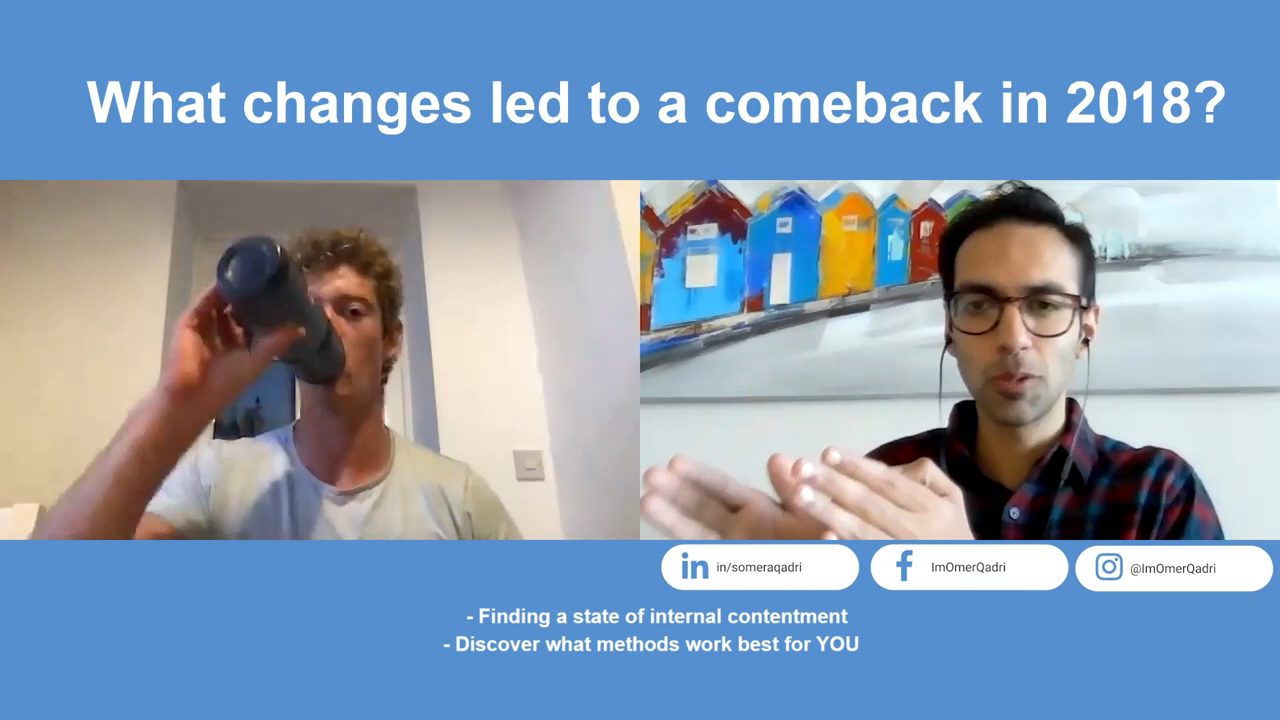 What changes led to a comeback in 2018?
in/someraqadri
ImOmerQadri
@ImOmerQadri
- Finding a state of internal contentment
- Discover what methods work best for YOU